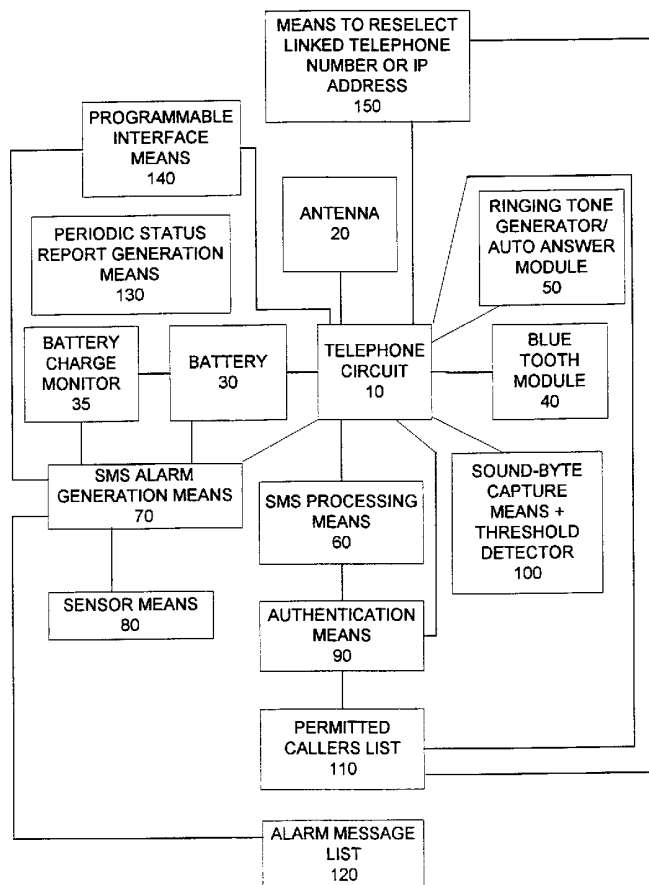 MEANS TO RESELECT
LINKED TELEPHONE
NUMBER OR IP
ADDRESS
150
PROGRAMMABLE
INTERFACE
MEANS
140
ANTENNA
20
RINGING TONE
GENERATOR/
AUTO ANSWER
MODULE
50
PERIODIC STATUS
REPORT GENERATION
MEANS
130
BATTERY
CHARGE
MONITOR
35
BATTERY
30
TELEPHONE
CIRCUIT
10
BLUE
TOOTH
MODULE
40
SMS ALARM
GENERATION MEANS
70
SMS PROCESSING
MEANS
60
SOUND-BYTE
CAPTURE
MEANS +
THRESHOLD
DETECTOR
100
SENSOR MEANS
80
AUTHENTICATION
MEANS
90
PERMITTED
CALLERS LIST
110
ALARM MESSAGE
LIST
120